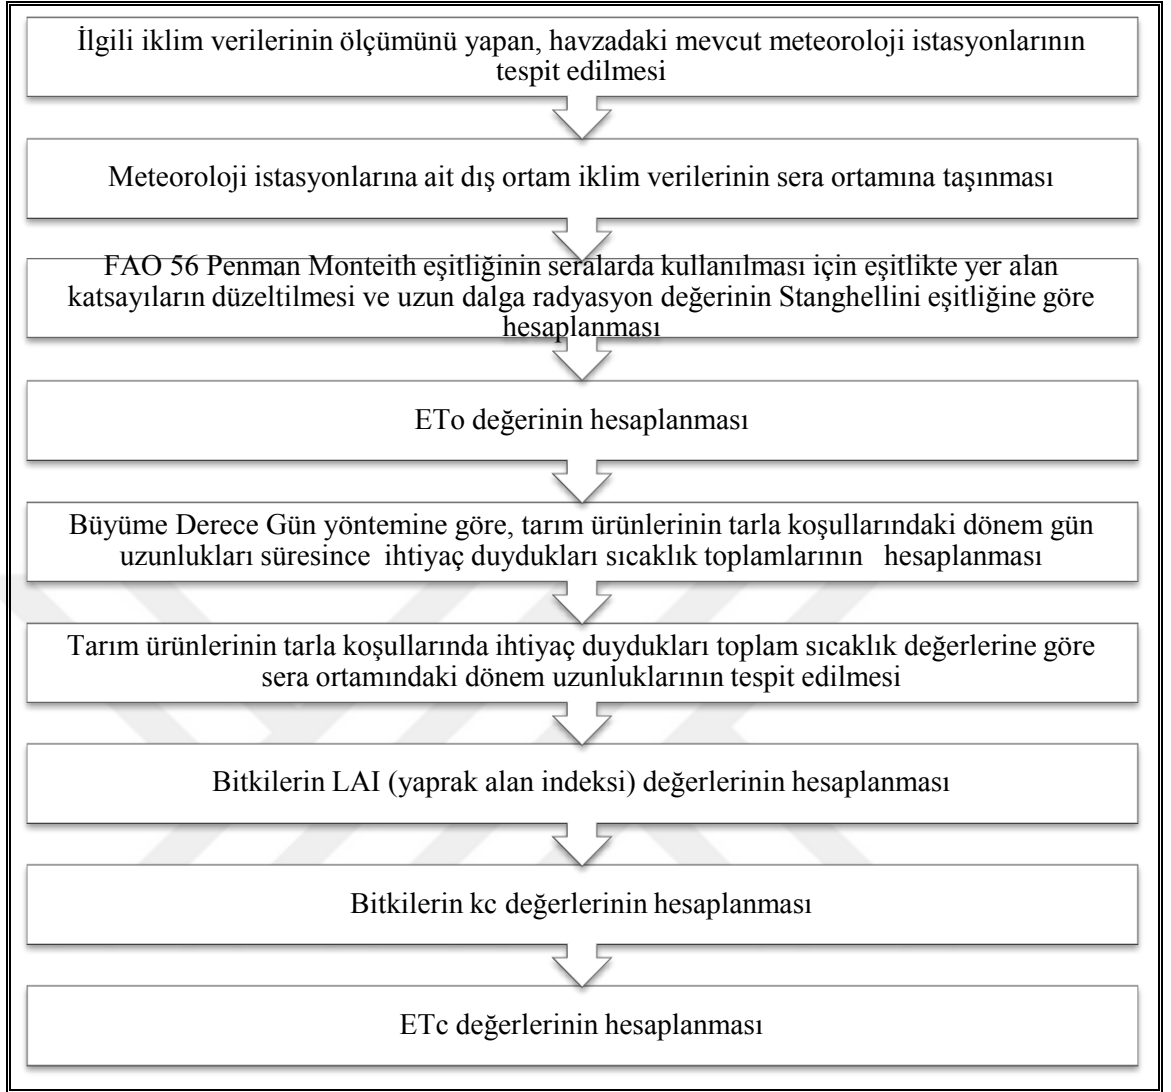 İlgili iklim verilerinin ölçümünü yapan, havzadaki mevcut meteoroloji istasyonlarının
tespit edilmesi
Meteoroloji istasyonlarına ait dış ortam iklim verilerinin sera ortamına taşınması
FAO 56 Penman Monteith eşitliğinin seralarda kullanılması için eşitlikte yer alan
katsayıların düzeltilmesi ve uzun dalga radyasyon değerinin Stanghellini eşitliğine göre
hesaplanması
ETo değerinin hesaplanması
Büyüme Derece Gün yöntemine göre, tarım ürünlerinin tarla koşullarındaki dönem gün
uzunlukları süresince ihtiyaç duydukları sıcaklık toplamlarının hesaplanması
Tarım ürünlerinin tarla koşullarında ihtiyaç duydukları toplam sıcaklık değerlerine göre
sera ortamındaki dönem uzunluklarının tespit edilmesi
Bitkilerin LAI (yaprak alan indeksi) değerlerinin hesaplanması
Bitkilerin kc değerlerinin hesaplanması
ETc değerlerinin hesaplanması